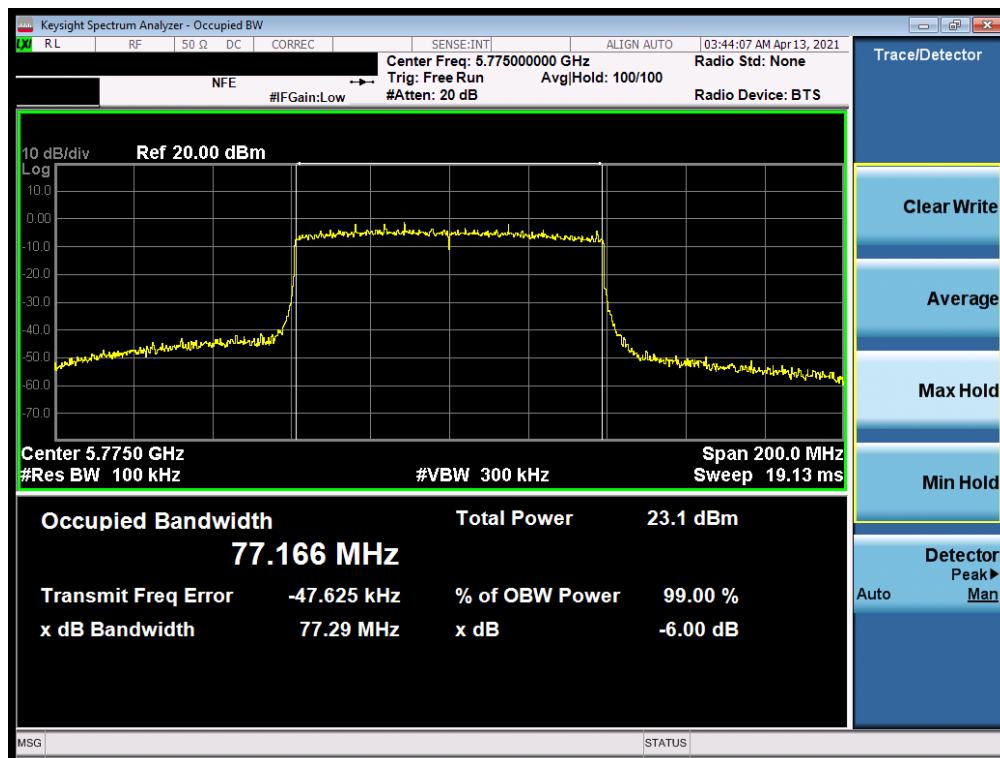 Keysight Spectrum Analyzer - Occupied BW
LXI RL RF 50 Ω DC CORREC SENSE:INT ALIGN AUTO 03:44:07 AM Apr 13, 2021
Center Freq: 5.775000000 GHz Radio Std: None
NFE Trig: Free Run Avg|Hold: 100/100
#IFGain:Low #Atten: 20 dB Radio Device: BTS
10 dB/div Ref 20.00 dBm
Log
10.0
0.00
-10.0
-20.0
-30.0
-40.0
-50.0
-60.0
-70.0
Center 5.7750 GHz Span 200.0 MHz
#Res BW 100 kHz #VBW 300 kHz Sweep 19.13 ms
Occupied Bandwidth Total Power 23.1 dBm
77.166 MHz
Transmit Freq Error -47.625 kHz % of OBW Power 99.00 %
x dB Bandwidth 77.29 MHz x dB -6.00 dB
MSG STATUS
Trace/Detector
Clear Write
Average
Max Hold
Min Hold
Detector
Peak▶
Auto Man